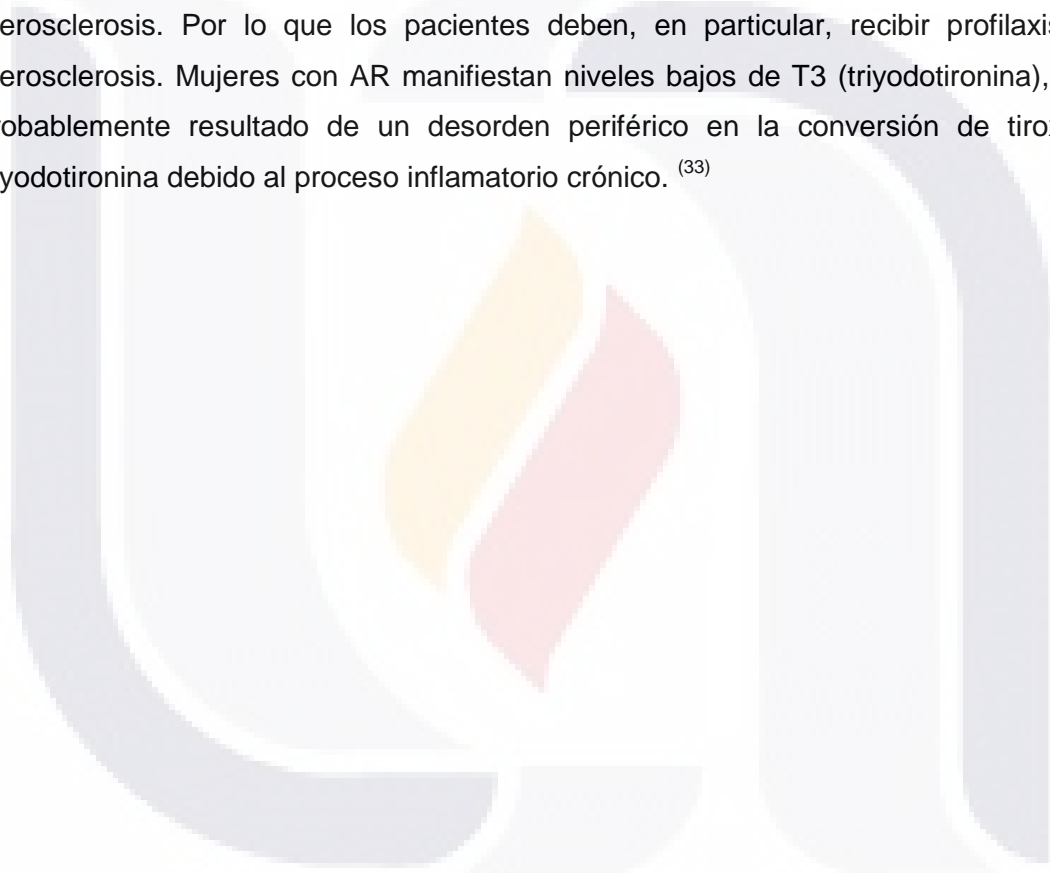 erosclerosis. Por lo que los pacientes deben, en particular, recibir profilaxis
erosclerosis. Mujeres con AR manifiestan niveles bajos de T3 (triyodotironina),
robablemente resultado de un desorden periférico en la conversión de tiro
yodotironina debido al proceso inflamatorio crónico. (33)